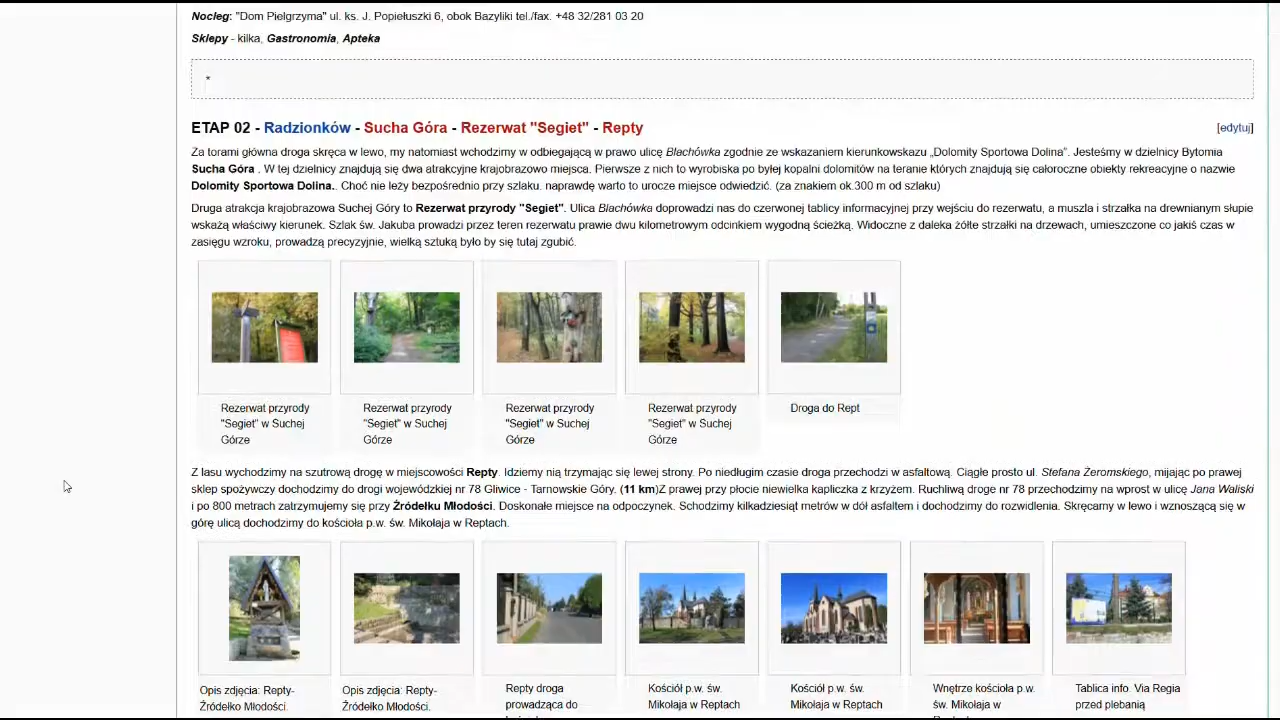 Nocleg: "Dom Pielgrzyma" ul. ks. J. Popiełuszki 6, obok Bazyliki tel./fax. +48 32/281 03 20
Sklepy - kilka, Gastronomia, Apteka
*
ETAP 02 - Radzionków - Sucha Góra - Rezerwat "Segiet" - Repty
[edytuj]
Za torami główna droga skręca w lewo, my natomiast wchodzimy w odbiegającą w prawo ulicę Blachówka zgodnie ze wskazaniem kierunkowskazu „Dolomity Sportowa Dolina”. Jesteśmy w dzielnicy Bytomia
Sucha Góra . W tej dzielnicy znajdują się dwa atrakcyjne krajobrazowo miejsca. Pierwsze z nich to wyrobiska po byłej kopalni dolomitów na teranie których znajdują się całoroczne obiekty rekreacyjne o nazwie
Dolomity Sportowa Dolina.. Choć nie leży bezpośrednio przy szlaku. naprawdę warto to urocze miejsce odwiedzić. (za znakiem ok.300 m od szlaku)
Druga atrakcja krajobrazowa Suchej Góry to Rezerwat przyrody "Segiet". Ulica Blachówka doprowadzi nas do czerwonej tablicy informacyjnej przy wejściu do rezerwatu, a muszla i strzałka na drewnianym słupie
wskażą właściwy kierunek. Szlak św. Jakuba prowadzi przez teren rezerwatu prawie dwu kilometrowym odcinkiem wygodną ścieżką. Widoczne z daleka żółte strzałki na drzewach, umieszczone co jakiś czas w
zasięgu wzroku, prowadzą precyzyjnie, wielką sztuką było by się tutaj zgubić.
Rezerwat przyrody
"Segiet" w Suchej
Górze
Rezerwat przyrody
"Segiet" w Suchej
Górze
Rezerwat przyrody
"Segiet" w Suchej
Górze
Rezerwat przyrody
"Segiet" w Suchej
Górze
Droga do Rept
Z lasu wychodzimy na szutrową drogę w miejscowości Repty. Idziemy nią trzymając się lewej strony. Po niedługim czasie droga przechodzi w asfaltową. Ciągłe prosto ul. Stefana Żeromskiego, mijając po prawej
sklep spożywczy dochodzimy do drogi wojewódzkiej nr 78 Gliwice - Tarnowskie Góry. (11 km)Z prawej przy płocie niewielka kapliczka z krzyżem. Ruchliwą droge nr 78 przechodzimy na wprost w ulicę Jana Waliski
i po 800 metrach zatrzymujemy się przy Źródełku Młodości. Doskonałe miejsce na odpoczynek. Schodzimy kilkadziesiąt metrów w dół asfaltem i dochodzimy do rozwidlenia. Skręcamy w lewo i wznoszącą się w
górę ulicą dochodzimy do kościoła p.w. św. Mikołaja w Reptach.
Opis zdjęcia: Repty-
Źródełko Młodości.
Opis zdjęcia: Repty-
Źródełko Młodości.
Repty droga
prowadząca do
Kościół p.w. św.
Mikołaja w Reptach
Kościół p.w. św.
Mikołaja w Reptach
Wnętrze kościoła p.w.
św. Mikołaja w
Tablica info. Via Regia
przed plebanią